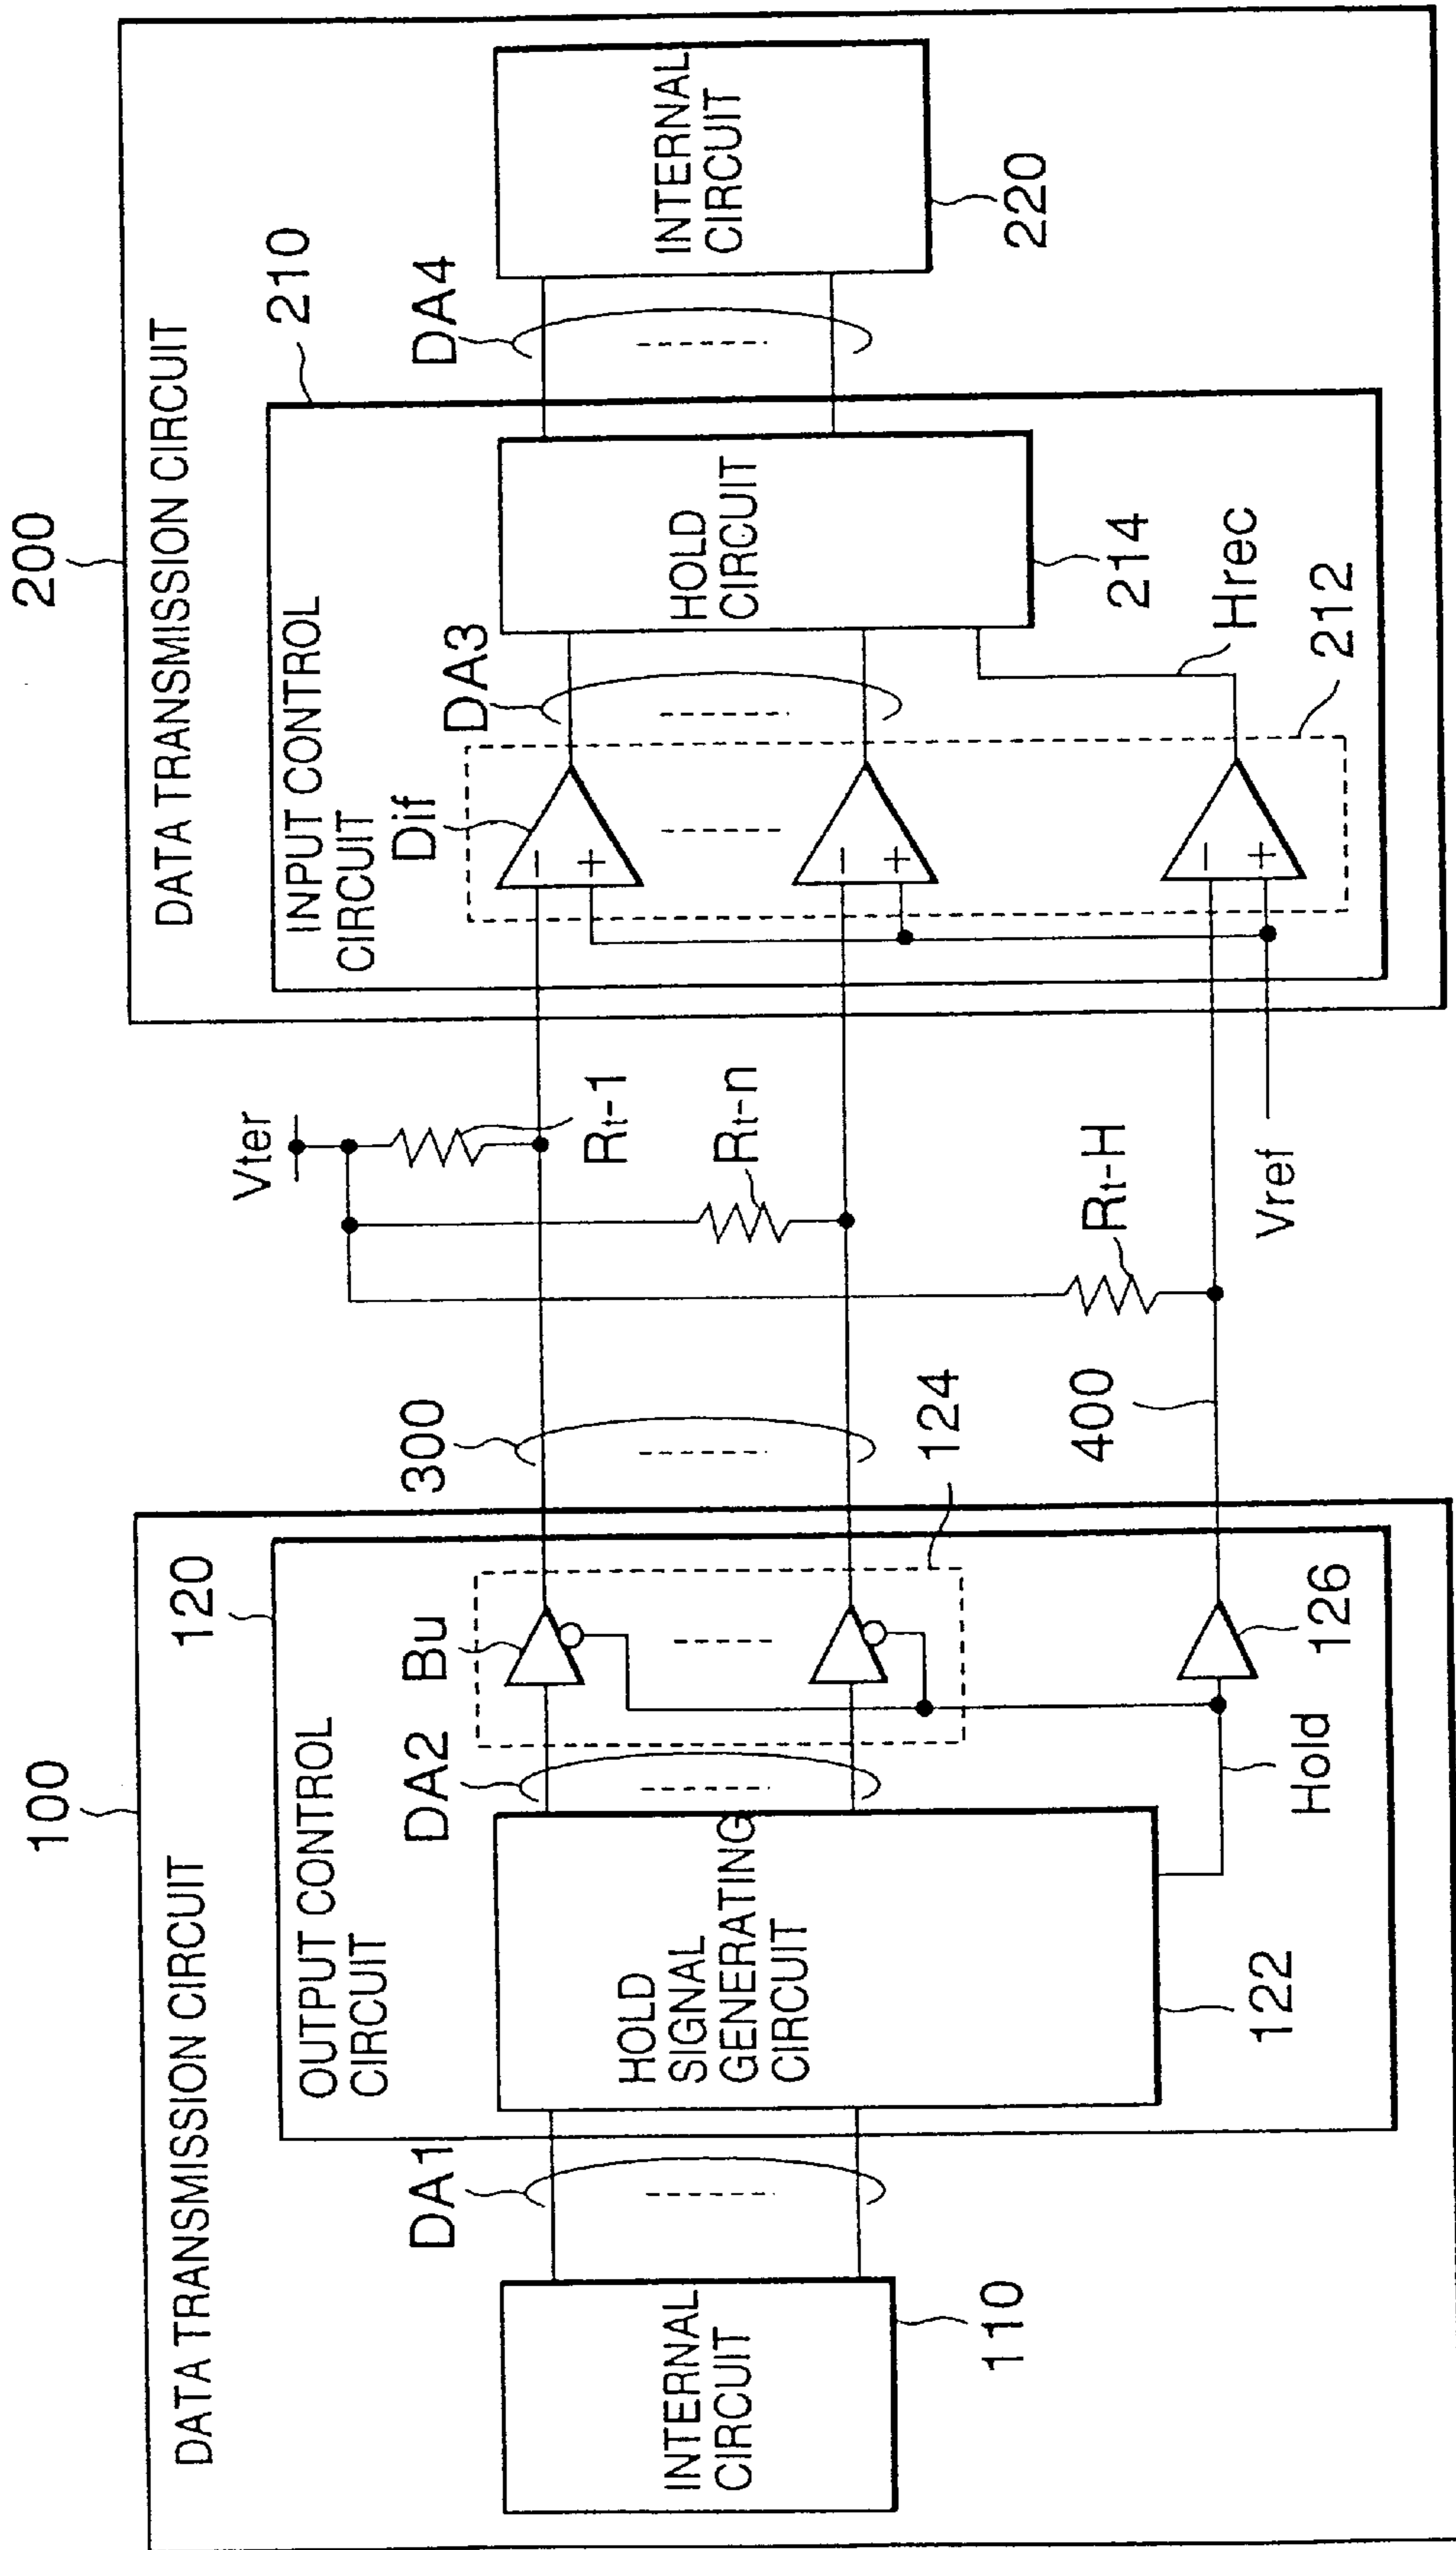 100
DATA TRANSMISSION CIRCUIT
INTERNAL
CIRCUIT
110
DA1
120
OUTPUT CONTROL
CIRCUIT
HOLD
SIGNAL
GENERATING
CIRCUIT
122
DA2
Bu
124
Hold
126
300
400
Vter
Rt-1
Rt-n
Rt-H
Vref
200
DATA TRANSMISSION CIRCUIT
210
INPUT CONTROL
CIRCUIT
Dif
−
+
−
+
−
+
212
DA3
Hrec
HOLD
CIRCUIT
214
DA4
INTERNAL
CIRCUIT
220